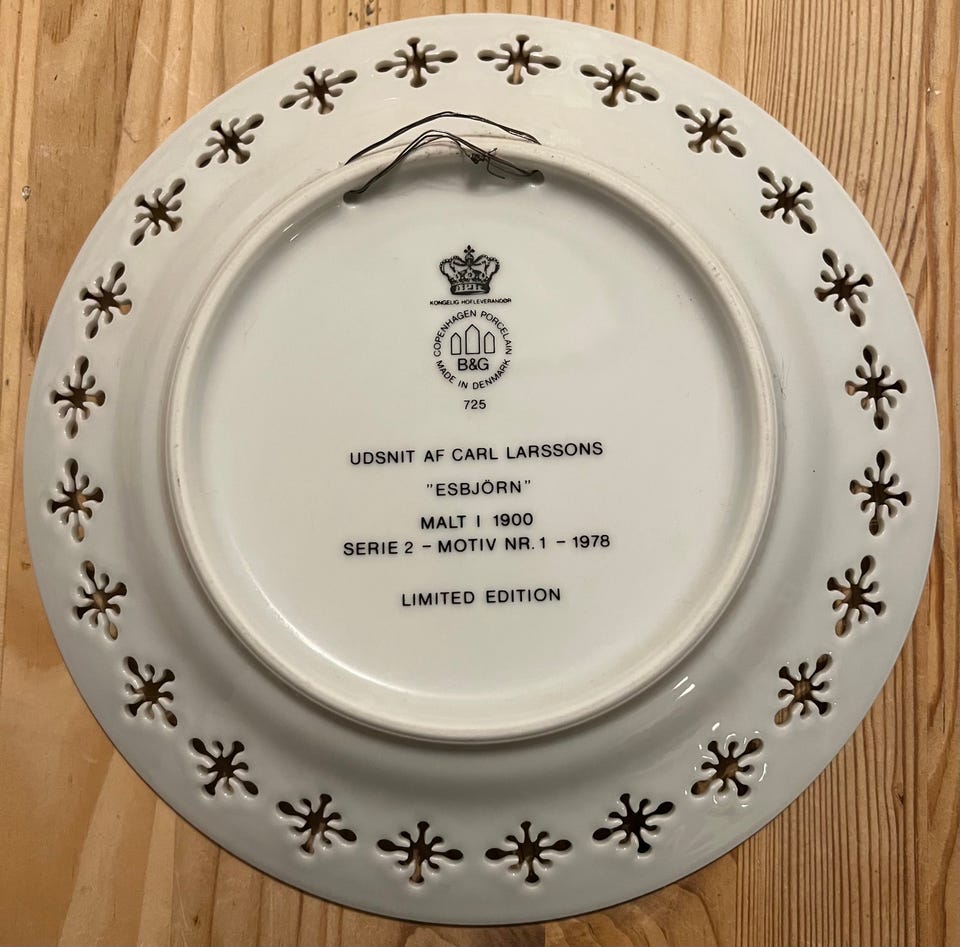 KONGELIG HOFLEVERANDØR
COPENHAGEN PORCELAIN
B&G
MADE IN DENMARK
725
UDSNIT AF CARL LARSSONS
"ESBJÖRN"
MALT I 1900
SERIE 2 – MOTIV NR. 1 – 1978
LIMITED EDITION